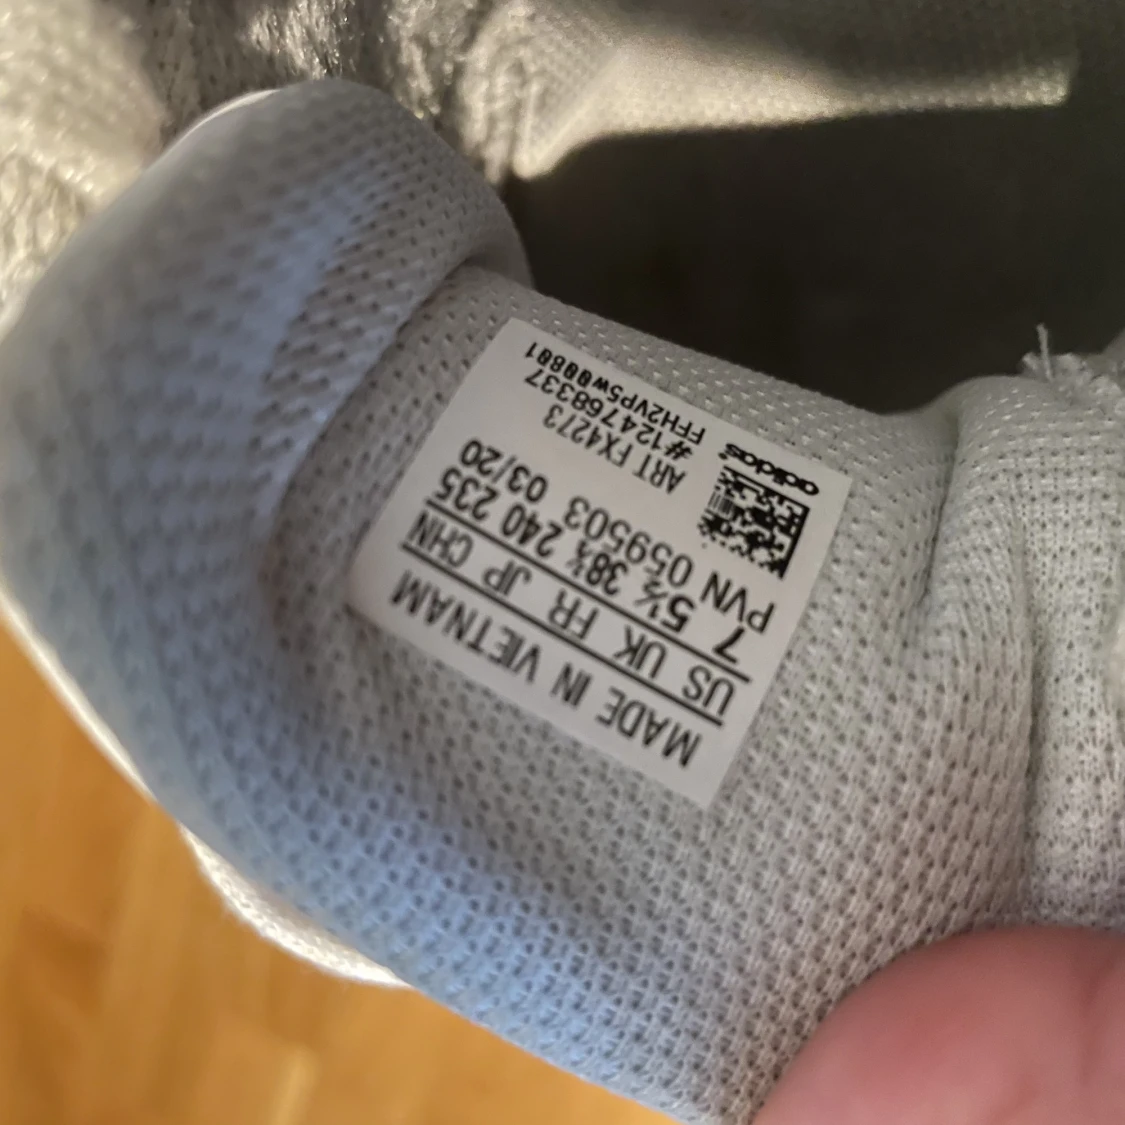 MADE IN VIETNAM
US UK FR JP CHN
7 5½ 38⅔ 240 235
PVN 059503 03/20
ART FX4273
#124768337
FFH2VP5W00801
adidas